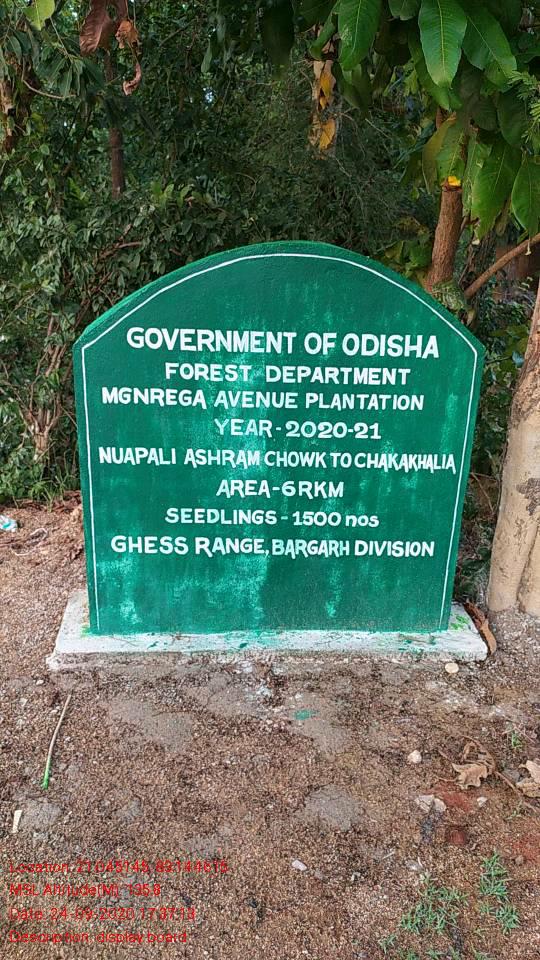 GOVERNMENT OF ODISHA
FOREST DEPARTMENT
MGNREGA AVENUE PLANTATION
YEAR-2020-21
NUAPALI ASHRAM CHOWK TO CHAKAKHALIA
AREA-6RKM
SEEDLINGS-1500 nos
GHESS RANGE, BARGARH DIVISION
Location: 21.045145, 83.144615
MSL Altitude(M): 135.8
Date: 24-09-2020 17:37:19
Description: display board